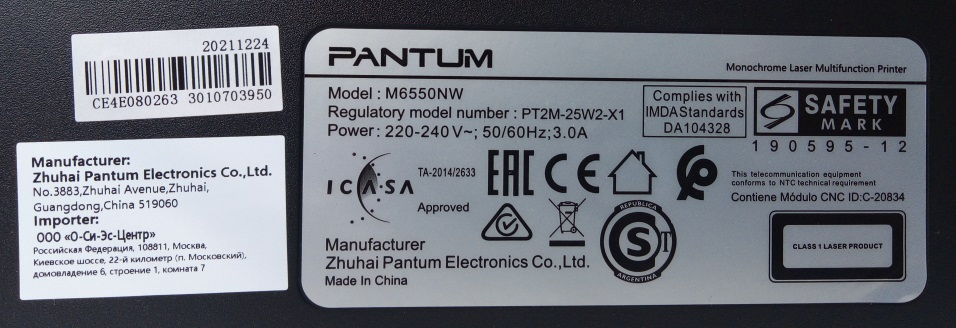 20211224
CE4E080263 3010703950
Manufacturer:
Zhuhai Pantum Electronics Co.,Ltd.
No.3883,Zhuhai Avenue,Zhuhai,
Guangdong,China 519060
Importer:
ООО «О-Си-Эс-Центр»
Российская Федерация, 108811, Москва,
Киевское шоссе, 22-й километр (п. Московский),
домовладение 6, строение 1, комната 7
PANTUM
Monochrome Laser Multifunction Printer
Model : M6550NW
Regulatory model number : PT2M-25W2-X1
Power: 220-240V~; 50/60Hz;3.0A
Complies with
IMDA Standards
DA104328
SAFETY
MARK
190595-12
ICASA
TA-2014/2633
Approved
EAC CE
This telecommunication equipment
conforms to NTC technical requirement
Contiene Módulo CNC ID:C-20834
REPUBLICA
S T
ARGENTINA
CLASS 1 LASER PRODUCT
Manufacturer
Zhuhai Pantum Electronics Co.,Ltd.
Made In China